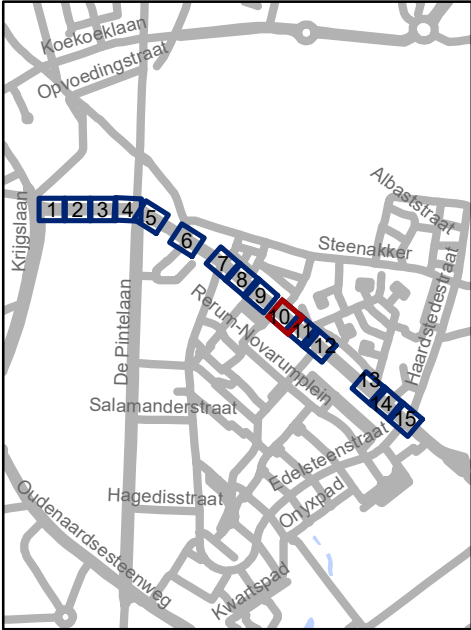 Koekoeklaan
Opvoedingstraat
Albaststraat
Krijgslaan
1 2 3 4 5
6
Steenakker
7
8
9
10
11
12
Haardstedestraat
De Pintelaan
Rerum-Novarumplein
13
14
15
Salamanderstraat
Edelsteenstraat
Hagedisstraat
Onyxpad
Oudenaardsesteenweg
Kwartspad